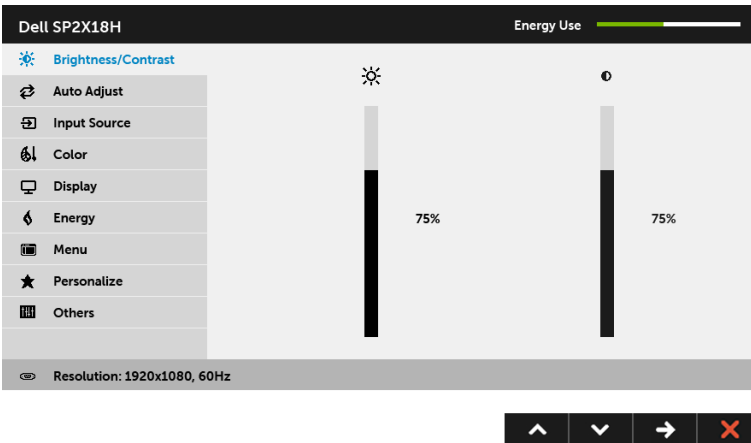 Dell SP2X18H
Energy Use
Brightness/Contrast
Auto Adjust
Input Source
Color
Display
Energy
Menu
Personalize
Others
75%
75%
Resolution: 1920x1080, 60Hz